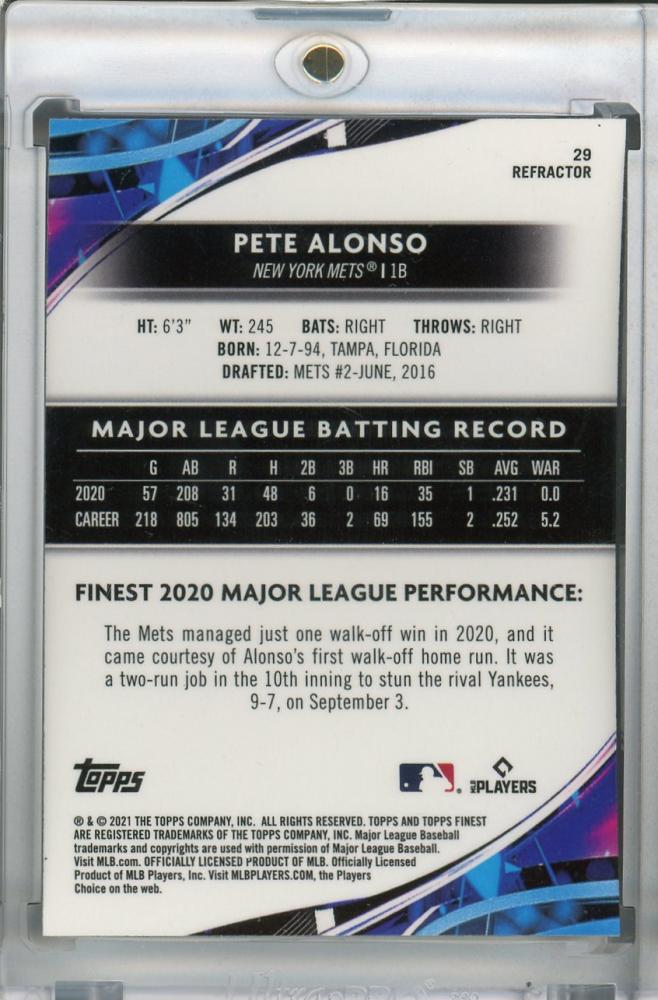 29
REFRACTOR
PETE ALONSO
NEW YORK METS® | 1B
HT: 6'3" WT: 245 BATS: RIGHT THROWS: RIGHT
BORN: 12-7-94, TAMPA, FLORIDA
DRAFTED: METS #2-JUNE, 2016
MAJOR LEAGUE BATTING RECORD
G AB R H 2B 3B HR RBI SB AVG WAR
2020 57 208 31 48 6 0 16 35 1 .231 0.0
CAREER 218 805 134 203 36 2 69 155 2 .252 5.2
FINEST 2020 MAJOR LEAGUE PERFORMANCE:
The Mets managed just one walk-off win in 2020, and it
came courtesy of Alonso's first walk-off home run. It was
a two-run job in the 10th inning to stun the rival Yankees,
9-7, on September 3.
Topps
MLB PLAYERS
® & © 2021 THE TOPPS COMPANY, INC. ALL RIGHTS RESERVED. TOPPS AND TOPPS FINEST
ARE REGISTERED TRADEMARKS OF THE TOPPS COMPANY, INC. Major League Baseball
trademarks and copyrights are used with permission of Major League Baseball.
Visit MLB.com. OFFICIALLY LICENSED PRODUCT OF MLB. Officially Licensed
Product of MLB Players, Inc. Visit MLBPLAYERS.COM, the Players
Choice on the web.